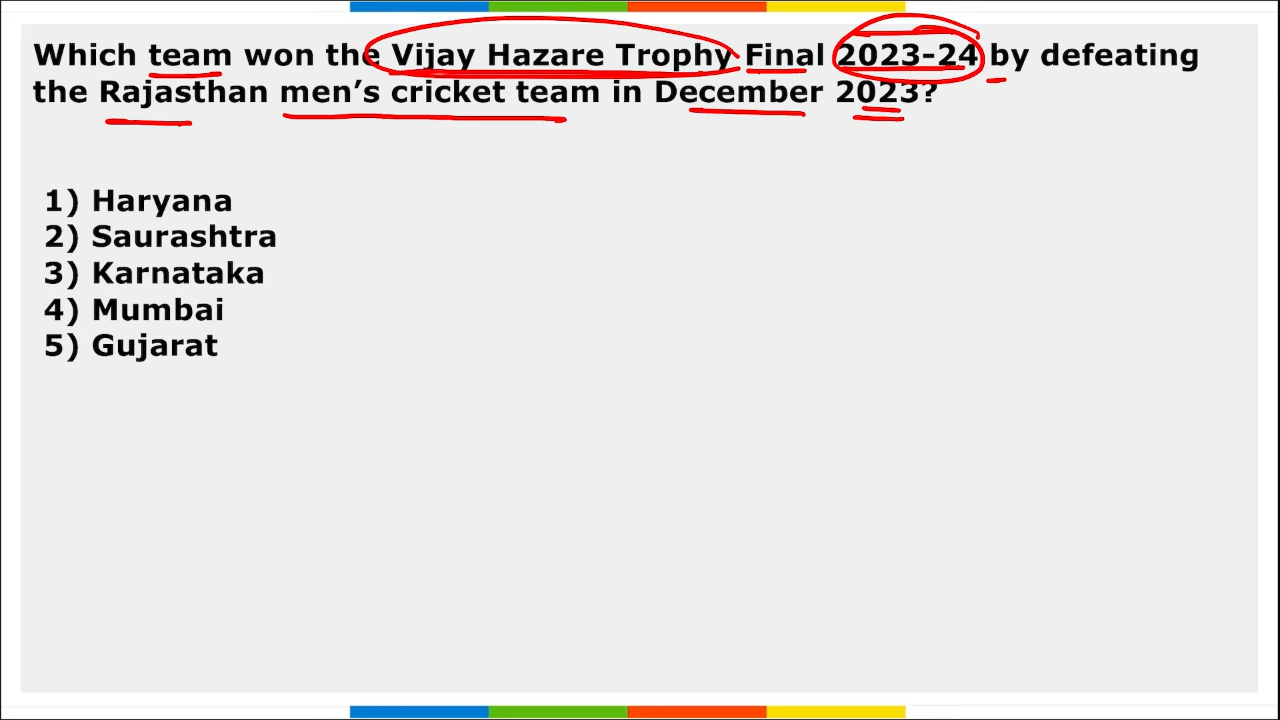 Which team won the Vijay Hazare Trophy Final 2023-24 by defeating
the Rajasthan men’s cricket team in December 2023?
1) Haryana
2) Saurashtra
3) Karnataka
4) Mumbai
5) Gujarat